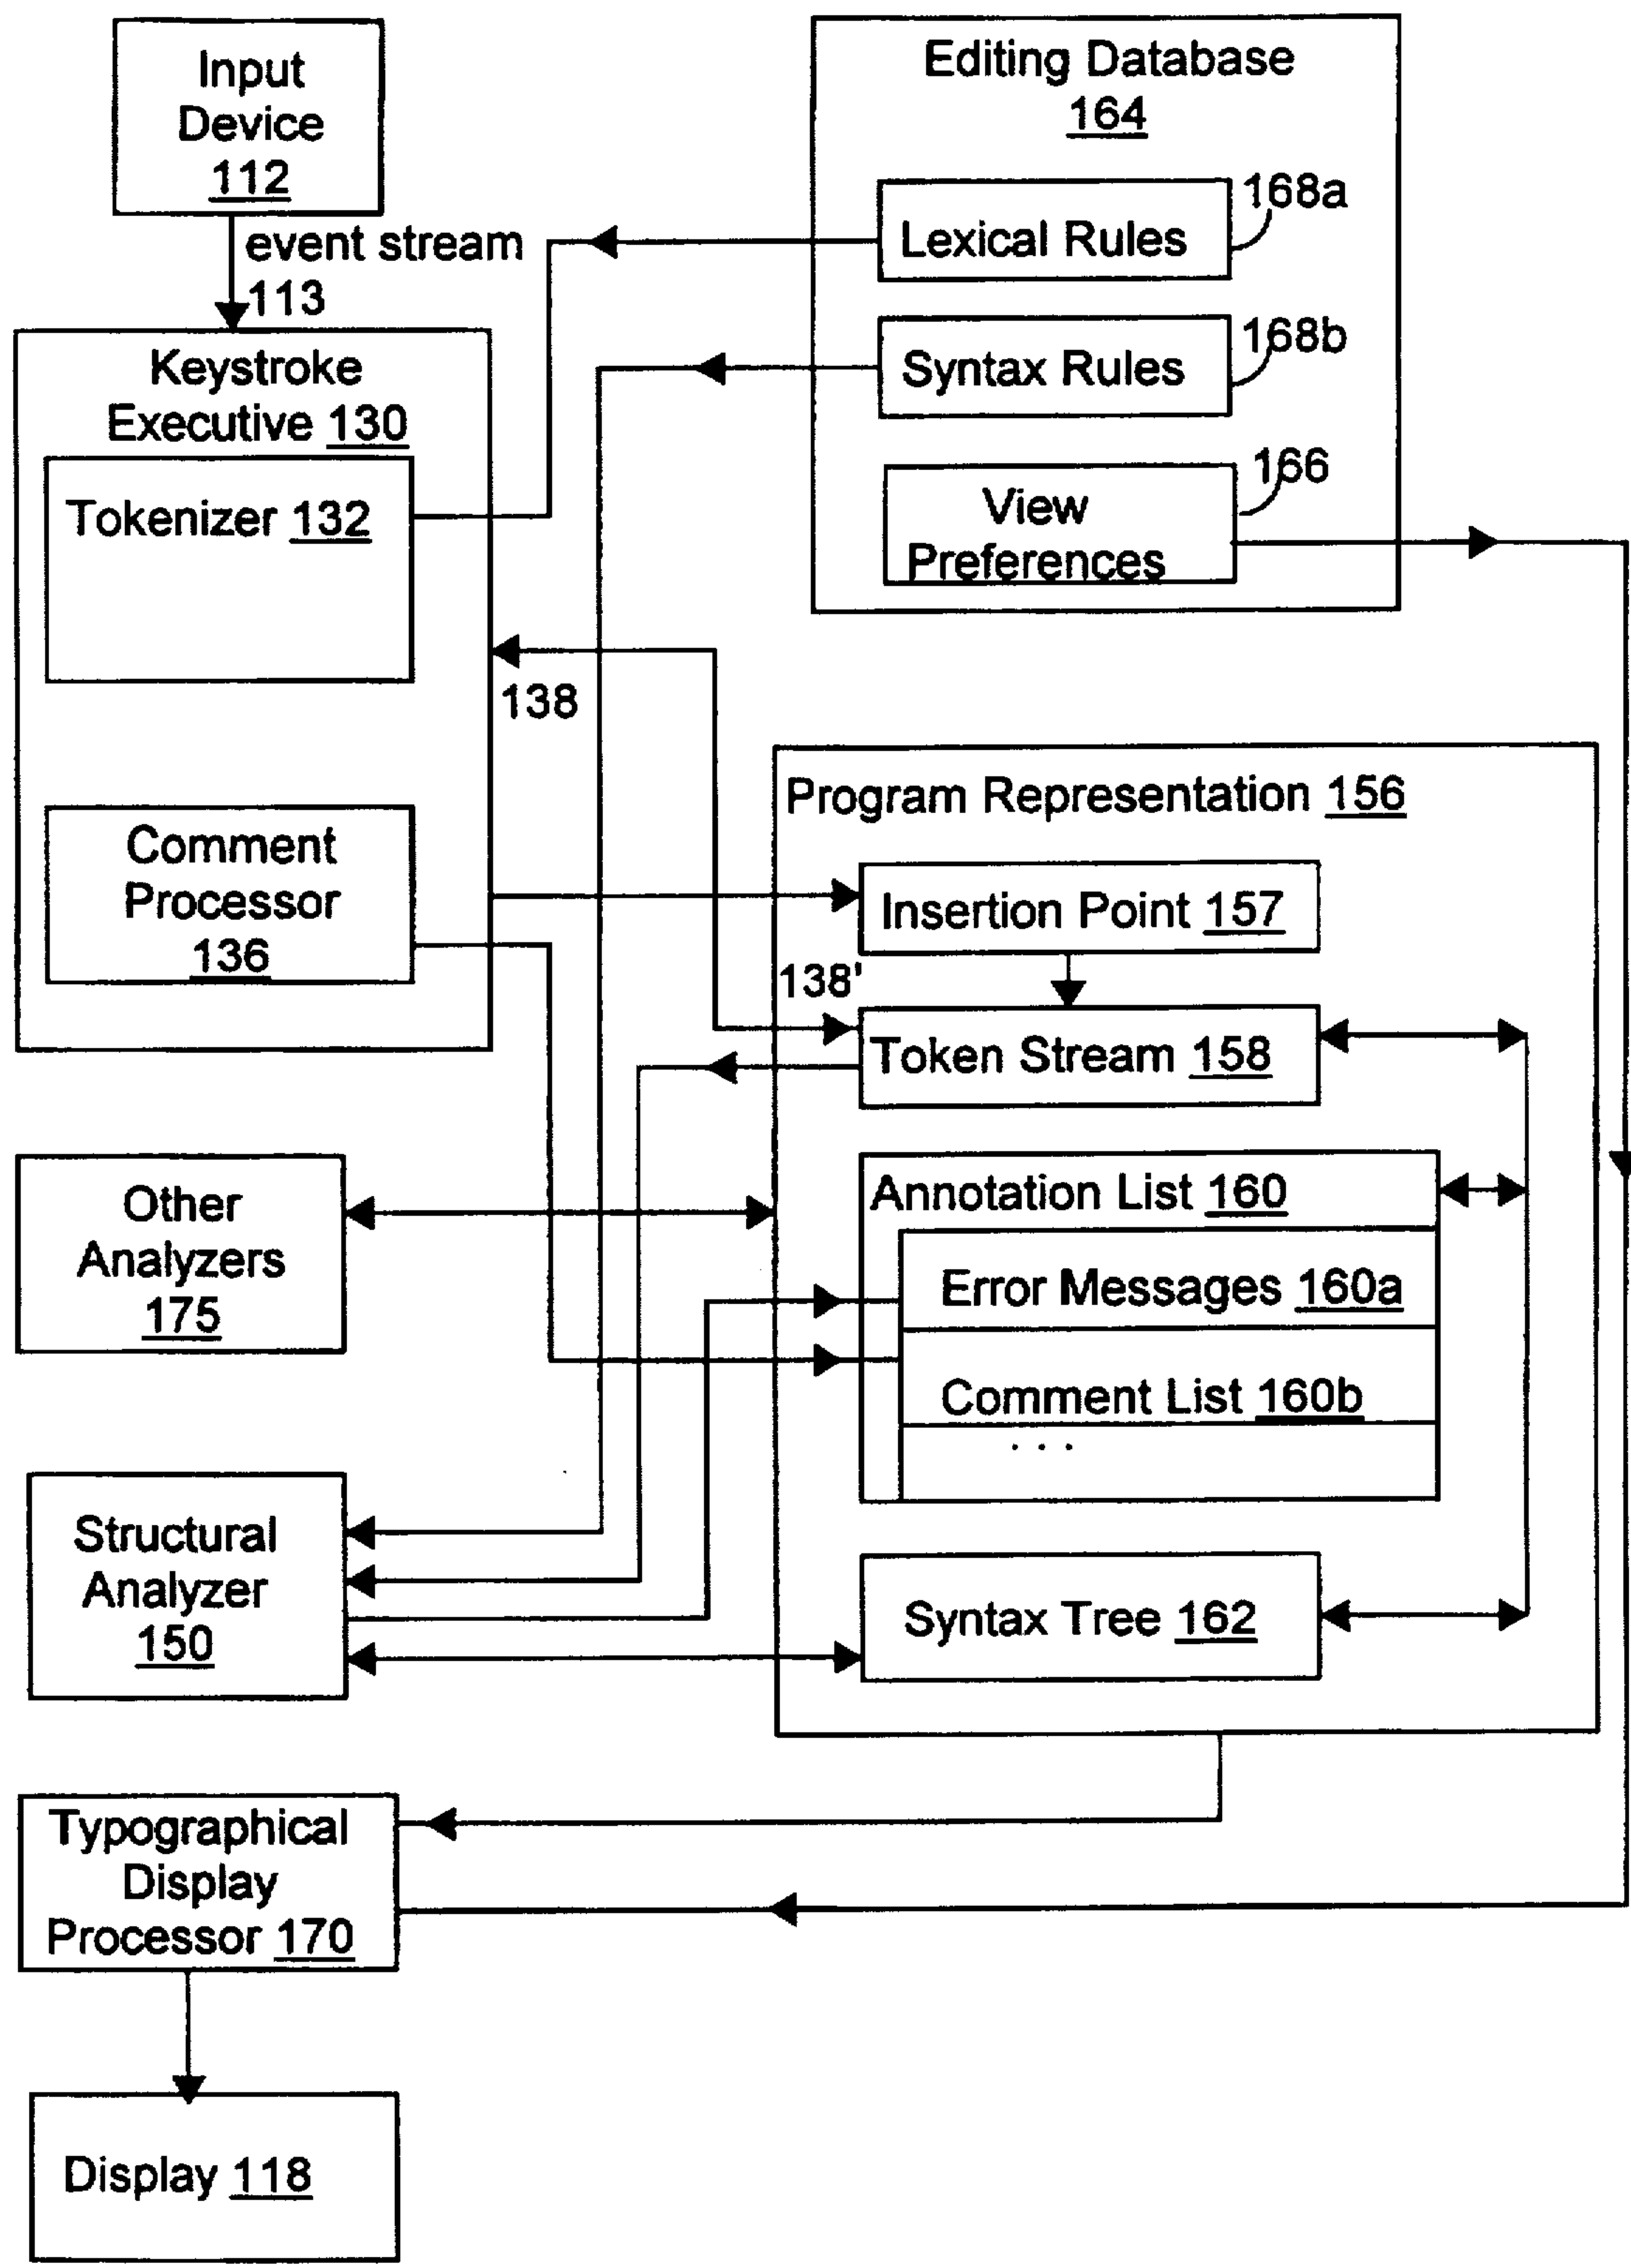 Input
Device
112
event stream
113
Keystroke
Executive 130
Tokenizer 132
138
Comment
Processor
136
Editing Database
164
Lexical Rules
168a
Syntax Rules
168b
View
Preferences
166
Program Representation 156
Insertion Point 157
138'
Token Stream 158
Annotation List 160
Error Messages 160a
Comment List 160b
. . .
Syntax Tree 162
Other
Analyzers
175
Structural
Analyzer
150
Typographical
Display
Processor 170
Display 118